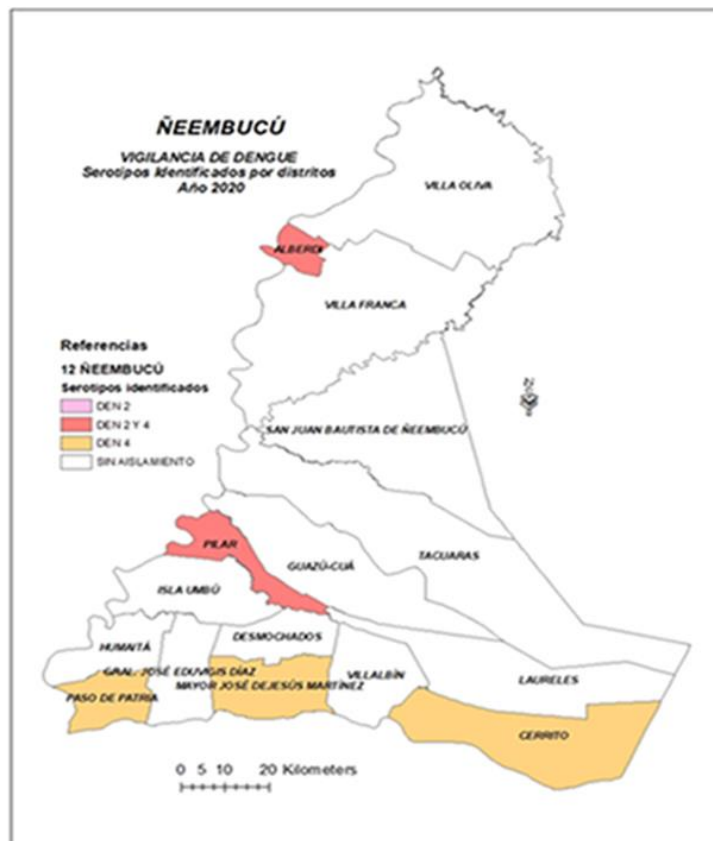 ÑEEMBUCÚ
VIGILANCIA DE DENGUE
Serotipos Identificados por distritos
Año 2020
VILLA OLIVA
ALBERDI
VILLA FRANCA
Referencias
12 ÑEEMBUCÚ
Serotipos identificados
DEN 2
DEN 2 Y 4
DEN 4
SIN AISLAMIENTO
SAN JUAN BAUTISTA DE ÑEEMBUCÚ
PILAR
GUAZÚ-CUÁ
TACUARAS
ISLA UMBÚ
HUMAITÁ
DESMOCHADOS
GRAL. JOSÉ EDUVIGIS DÍAZ
VILLALBÍN
LAURELES
PASO DE PATRIA
MAYOR JOSÉ DEJESÚS MARTÍNEZ
CERRITO
0 5 10 20 Kilometers